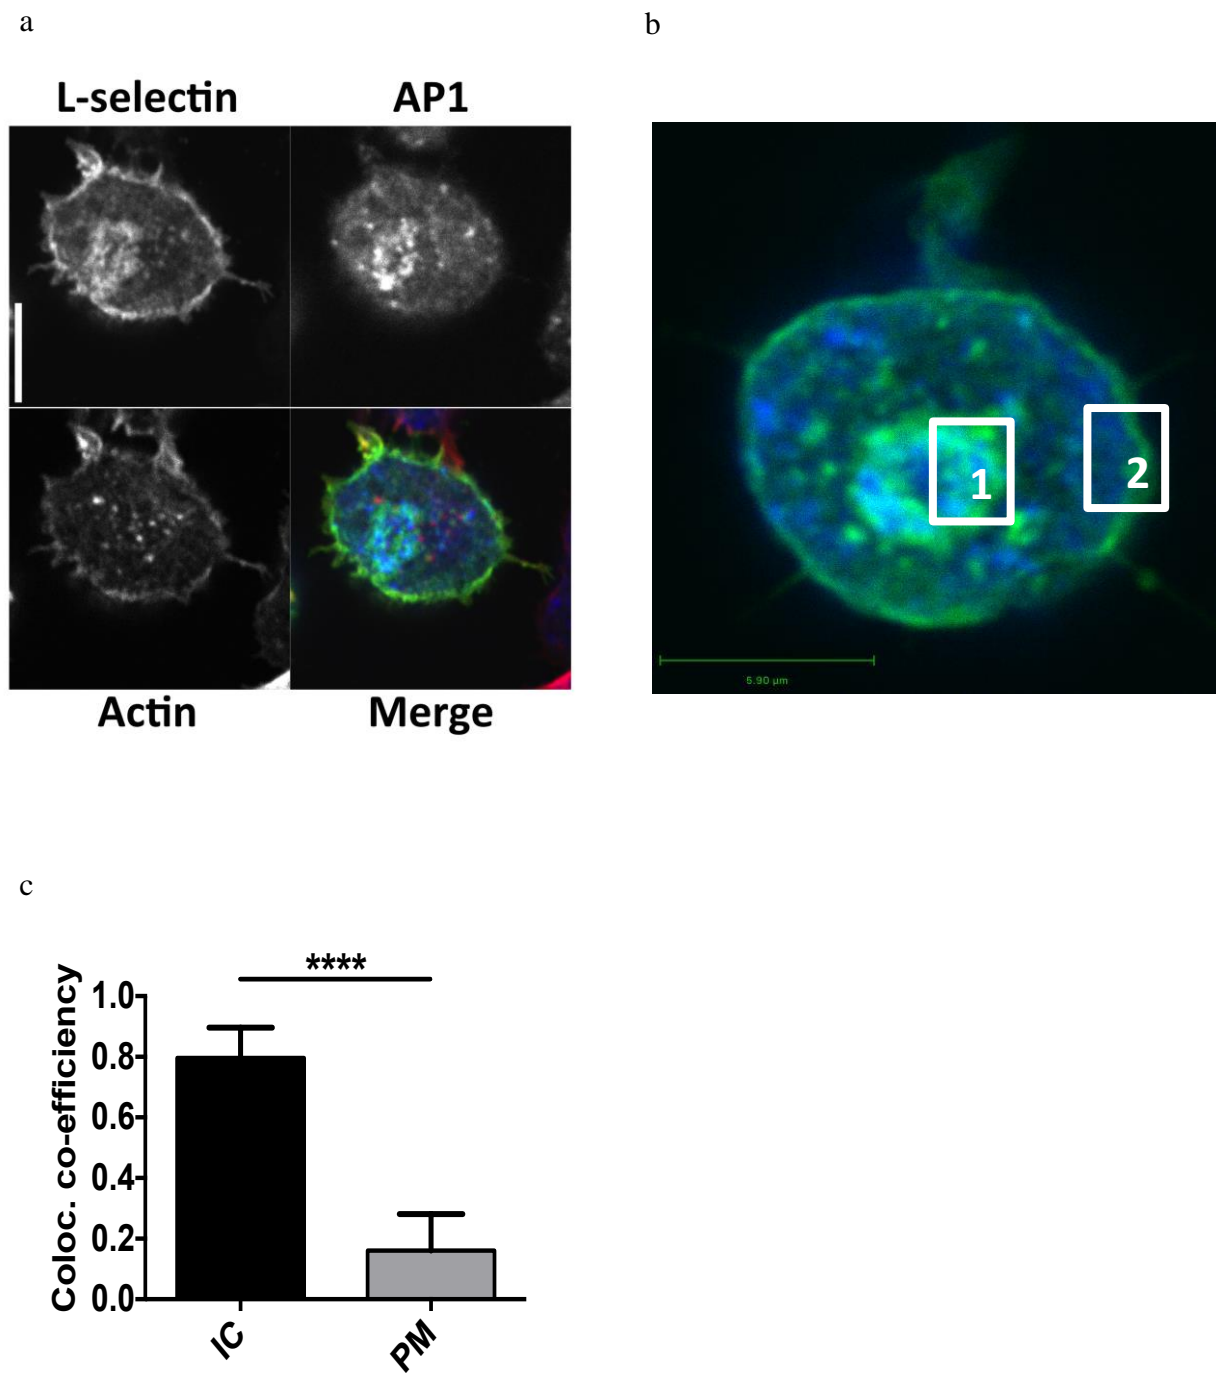 a
b
L-selectin AP1
Actin Merge
1
2
5.90 µm
c
****
Coloc. co-efficiency
1.0
0.8
0.6
0.4
0.2
0.0
IC PM